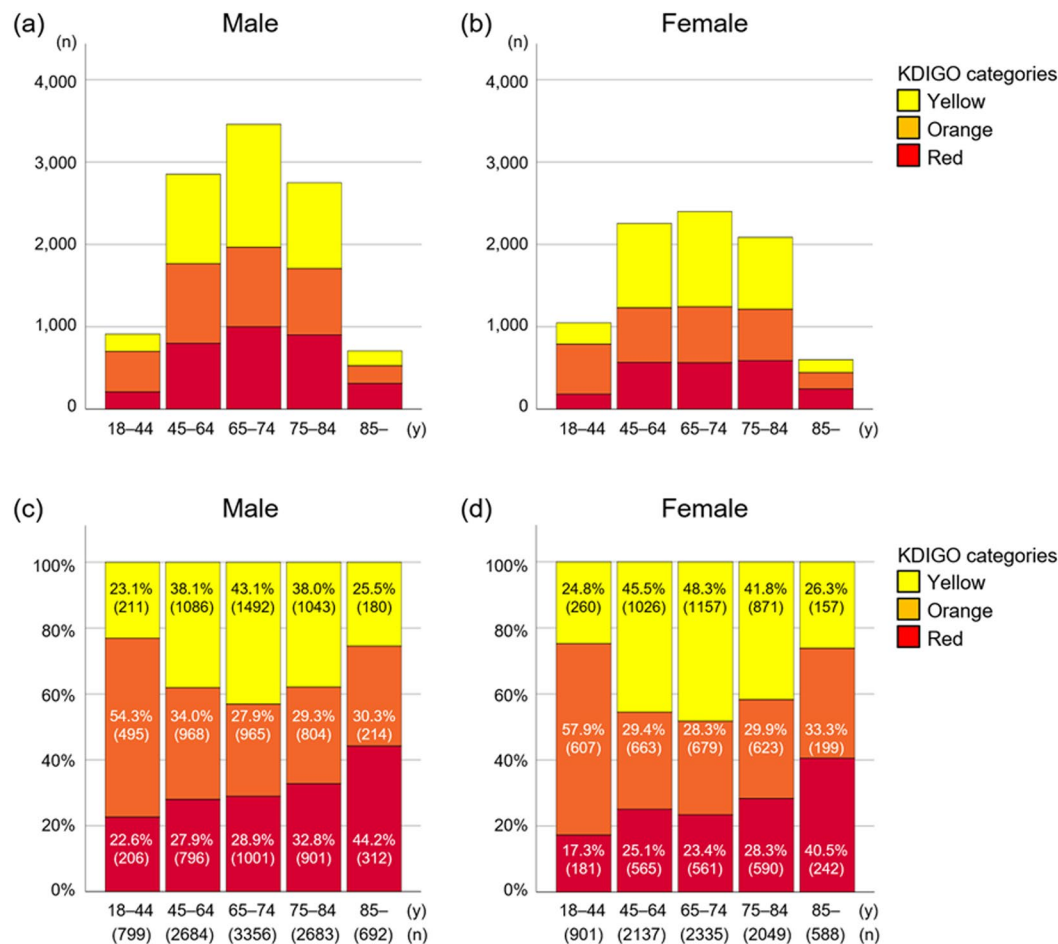 (a) Male
(n)
4,000
3,000
2,000
1,000
0
18–44 45–64 65–74 75–84 85– (y)
(b) Female
(n)
4,000
3,000
2,000
1,000
0
18–44 45–64 65–74 75–84 85– (y)
KDIGO categories
Yellow
Orange
Red
(c) Male
100%
80%
60%
40%
20%
0%
23.1% 38.1% 43.1% 38.0% 25.5%
(211) (1086) (1492) (1043) (180)
54.3% 34.0% 27.9% 29.3% 30.3%
(495) (968) (965) (804) (214)
22.6% 27.9% 28.9% 32.8% 44.2%
(206) (796) (1001) (901) (312)
18–44 45–64 65–74 75–84 85– (y)
(799) (2684) (3356) (2683) (692) (n)
(d) Female
100%
80%
60%
40%
20%
0%
24.8% 45.5% 48.3% 41.8% 26.3%
(260) (1026) (1157) (871) (157)
57.9% 29.4% 28.3% 29.9% 33.3%
(607) (663) (679) (623) (199)
17.3% 25.1% 23.4% 28.3% 40.5%
(181) (565) (561) (590) (242)
18–44 45–64 65–74 75–84 85– (y)
(901) (2137) (2335) (2049) (588) (n)
KDIGO categories
Yellow
Orange
Red